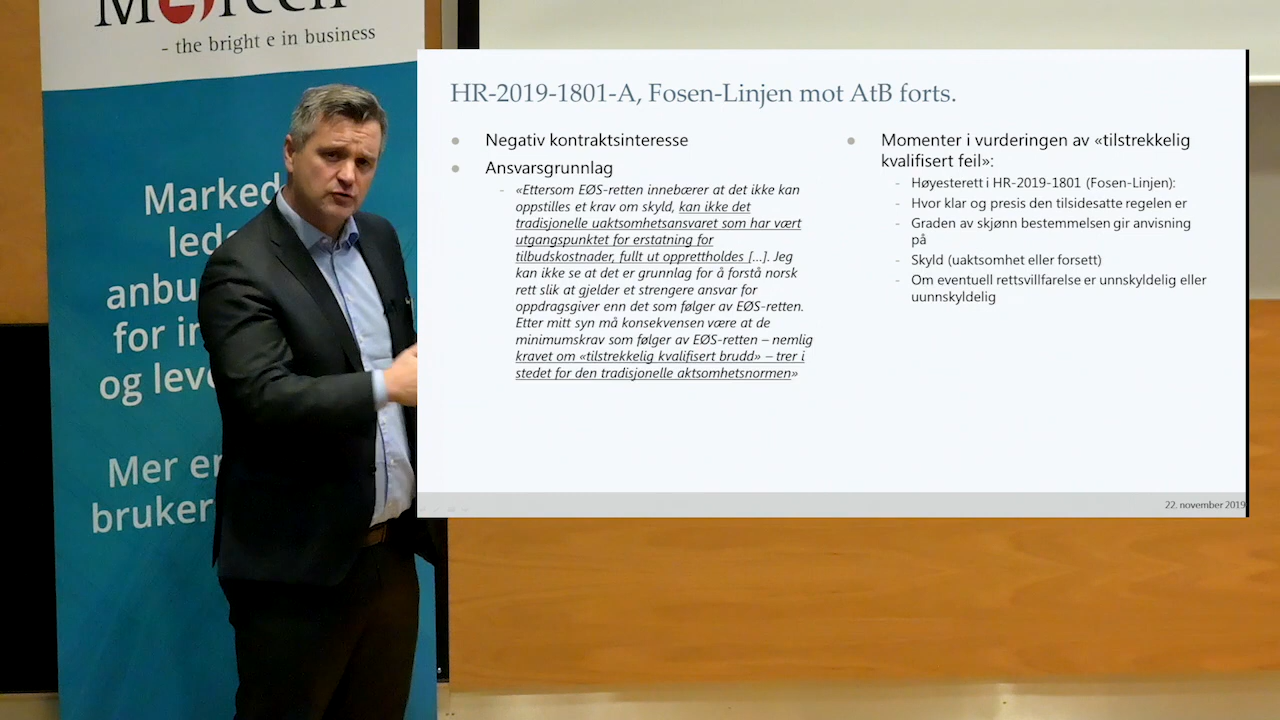 - the bright e in business
Marked
anbu
for in
og leve
Mer er
bruker
HR-2019-1801-A, Fosen-Linjen mot AtB forts.
● Negativ kontraktsinteresse
● Ansvarsgrunnlag
- «Ettersom EØS-retten innebærer at det ikke kan
oppstilles et krav om skyld, kan ikke det
tradisjonelle uaktsomhetsansvaret som har vært
utgangspunktet for erstatning for
tilbudskostnader, fullt ut opprettholdes [...]. Jeg
kan ikke se at det er grunnlag for å forstå norsk
rett slik at gjelder et strengere ansvar for
oppdragsgiver enn det som følger av EØS-retten.
Etter mitt syn må konsekvensen være at de
minimumskrav som følger av EØS-retten – nemlig
kravet om «tilstrekkelig kvalifisert brudd» – trer i
stedet for den tradisjonelle aktsomhetsnormen»
● Momenter i vurderingen av «tilstrekkelig
kvalifisert feil»:
- Høyesterett i HR-2019-1801 (Fosen-Linjen):
- Hvor klar og presis den tilsidesatte regelen er
- Graden av skjønn bestemmelsen gir anvisning
på
- Skyld (uaktsomhet eller forsett)
- Om eventuell rettsvillfarelse er unnskyldelig eller
uunnskyldelig
22. november 2019